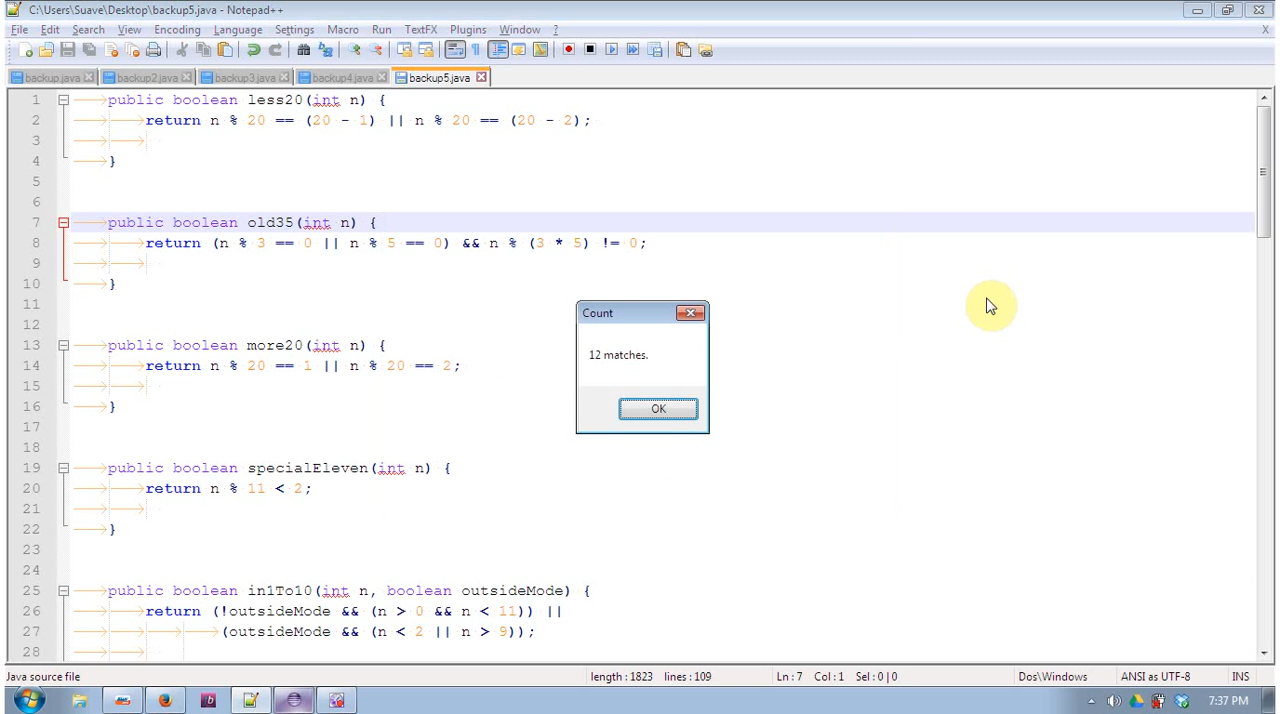 C:\Users\Suave\Desktop\backup5.java - Notepad++
File Edit Search View Encoding Language Settings Macro Run TextFX Plugins Window ? X
backup.java backup2.java backup3.java backup4.java backup5.java
1 public boolean less20(int n) {
2 return n % 20 == (20 - 1) || n % 20 == (20 - 2);
3
4 }
5
6
7 public boolean old35(int n) {
8 return (n % 3 == 0 || n % 5 == 0) && n % (3 * 5) != 0;
9
10 }
11
12
13 public boolean more20(int n) {
14 return n % 20 == 1 || n % 20 == 2;
15
16 }
17
18
19 public boolean specialEleven(int n) {
20 return n % 11 < 2;
21
22 }
23
24
25 public boolean in1To10(int n, boolean outsideMode) {
26 return (!outsideMode && (n > 0 && n < 11)) ||
27 (outsideMode && (n < 2 || n > 9));
28
Count
12 matches.
OK
Java source file length : 1823 lines : 109 Ln : 7 Col : 1 Sel : 0 | 0 Dos\Windows ANSI as UTF-8 INS
7:37 PM